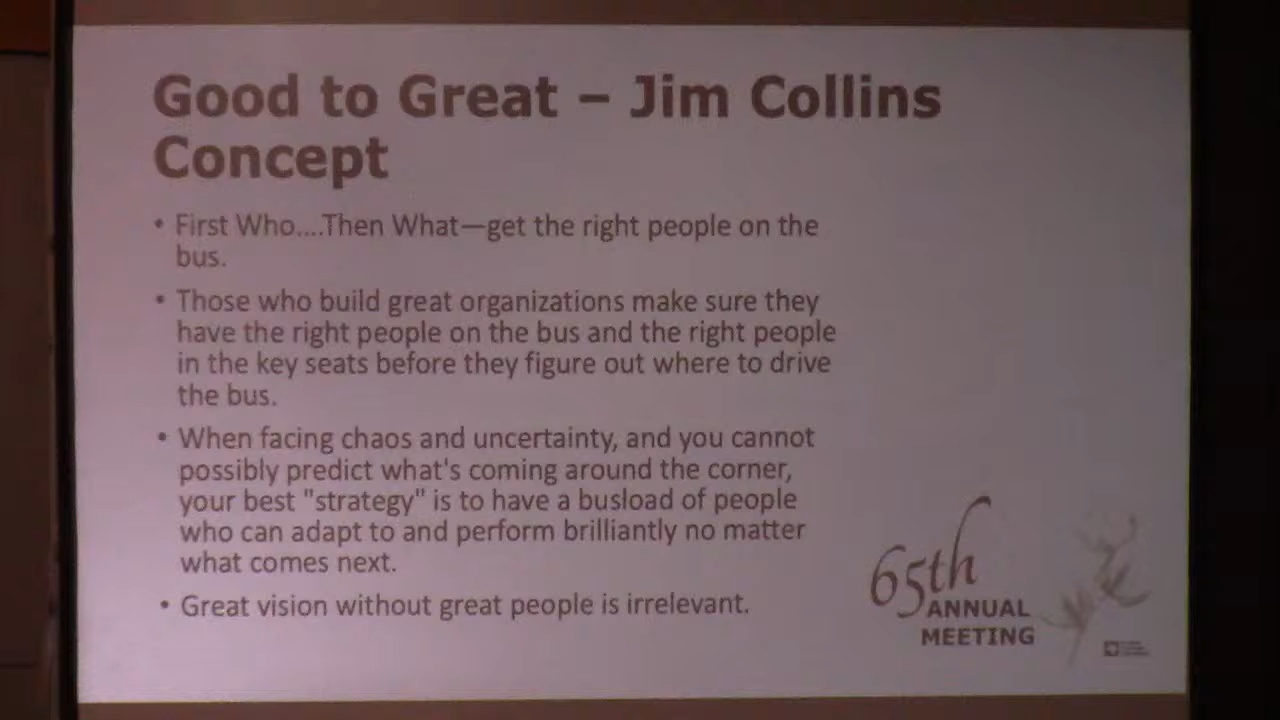 Good to Great – Jim Collins
Concept
• First Who....Then What—get the right people on the
bus.
• Those who build great organizations make sure they
have the right people on the bus and the right people
in the key seats before they figure out where to drive
the bus.
• When facing chaos and uncertainty, and you cannot
possibly predict what's coming around the corner,
your best "strategy" is to have a busload of people
who can adapt to and perform brilliantly no matter
what comes next.
• Great vision without great people is irrelevant.
65th
ANNUAL
MEETING